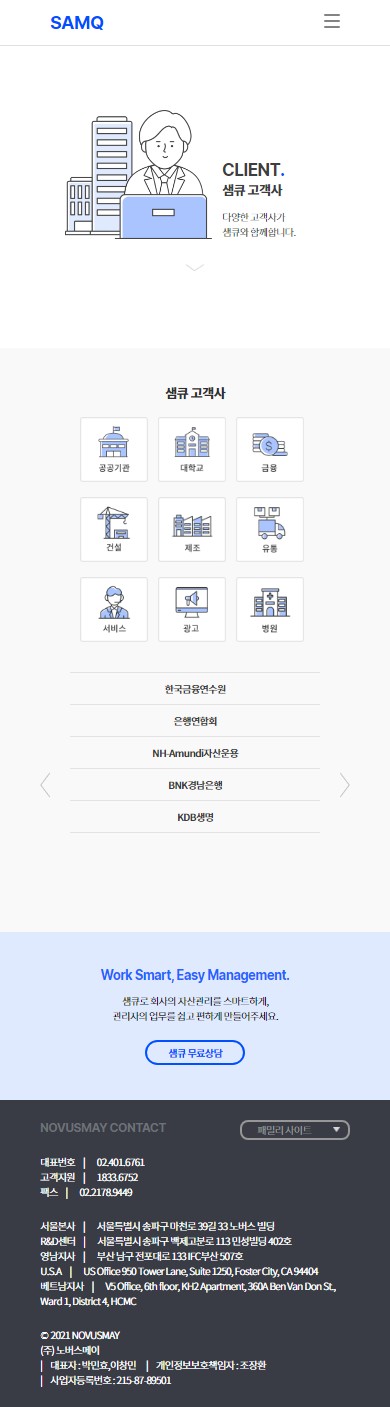 SAMQ
CLIENT.
샘큐 고객사
다양한 고객사가
샘큐와 함께합니다.
샘큐 고객사
공공기관
대학교
금융
건설
제조
유통
서비스
광고
병원
한국금융연수원
은행연합회
NH-Amundi자산운용
BNK경남은행
KDB생명
Work Smart, Easy Management.
샘큐로 회사의 자산관리를 스마트하게,
관리자의 업무를 쉽고 편하게 만들어주세요.
샘큐 무료상담
NOVUSMAY CONTACT
패밀리 사이트
대표번호 | 02.401.6761
고객지원 | 1833.6752
팩스 | 02.2178.9449
서울본사 | 서울특별시 송파구 마천로 39길 33 노버스 빌딩
R&D센터 | 서울특별시 송파구 백제고분로 113 민성빌딩 402호
영남지사 | 부산 남구 전포대로 133 IFC부산 507호
U.S.A | US Office 950 Tower Lane, Suite 1250, Foster City, CA 94404
베트남지사 | V5 Office, 6th floor, KH2 Apartment, 360A Ben Van Don St.,
Ward 1, District 4, HCMC
© 2021 NOVUSMAY
(주) 노버스메이
| 대표자 : 박민효,이창민 | 개인정보보호책임자 : 조장환
| 사업자등록번호 : 215-87-89501